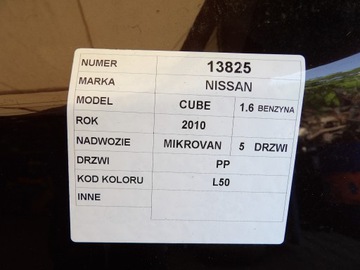 NUMER 13825
MARKA NISSAN
MODEL CUBE 1.6 BENZYNA
ROK 2010
NADWOZIE MIKROVAN 5 DRZWI
DRZWI PP
KOD KOLORU L50
INNE